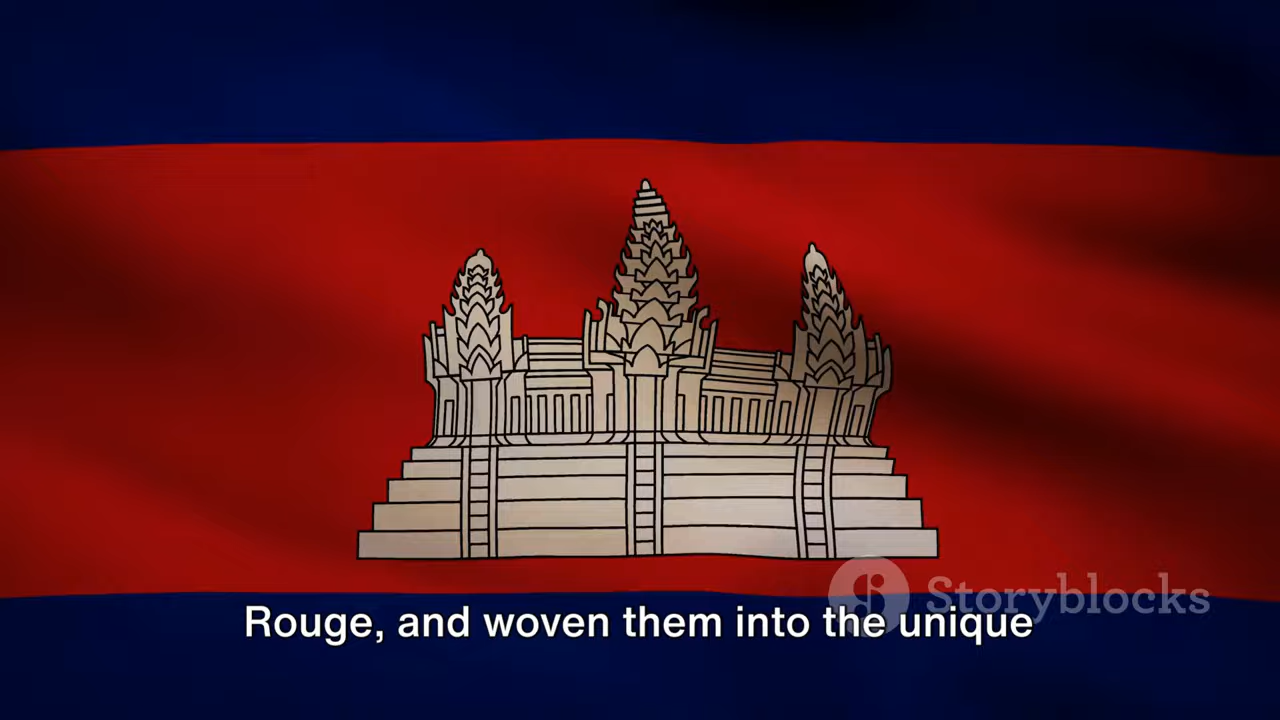 Storyblocks
Rouge, and woven them into the unique